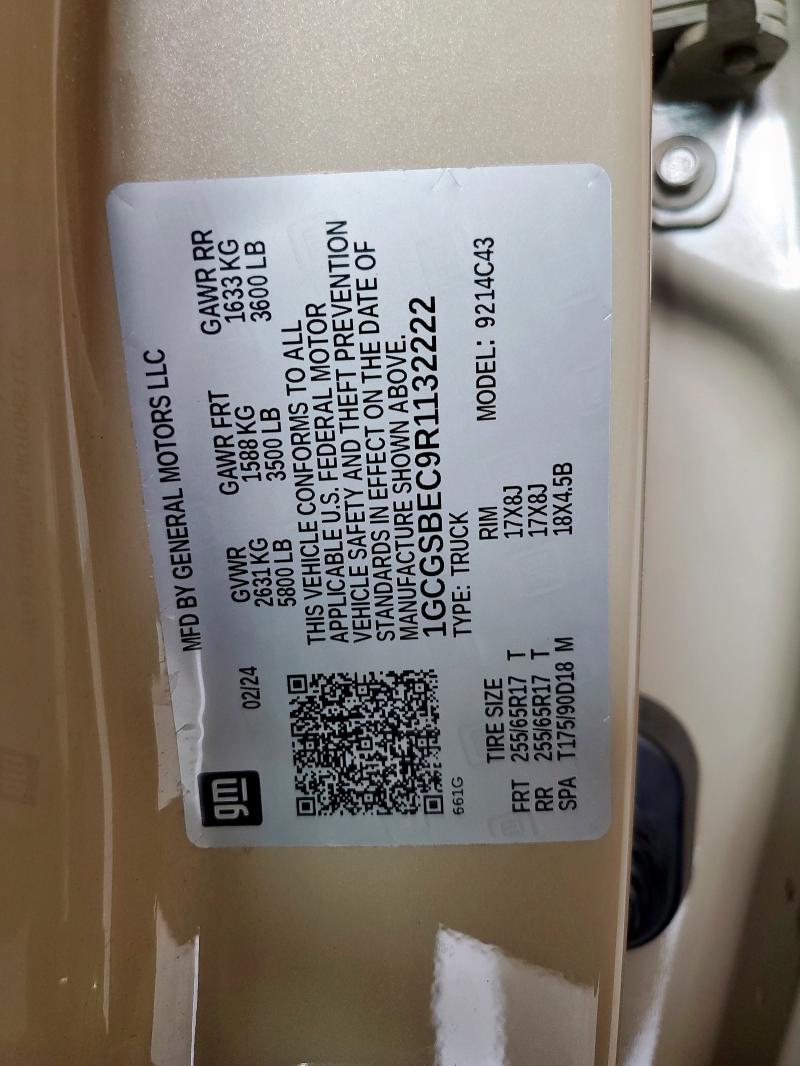 MFD BY GENERAL MOTORS LLC
gm
02/24
GVWR GAWR FRT GAWR RR
2631 KG 1588 KG 1633 KG
5800 LB 3500 LB 3600 LB
THIS VEHICLE CONFORMS TO ALL
APPLICABLE U.S. FEDERAL MOTOR
VEHICLE SAFETY AND THEFT PREVENTION
STANDARDS IN EFFECT ON THE DATE OF
MANUFACTURE SHOWN ABOVE.
1GCGSBEC9R1132222
661G
TYPE: TRUCK MODEL: 9214C43
TIRE SIZE RIM
FRT 255/65R17 T 17X8J
RR 255/65R17 T 17X8J
SPA T175/90D18 M 18X4.5B